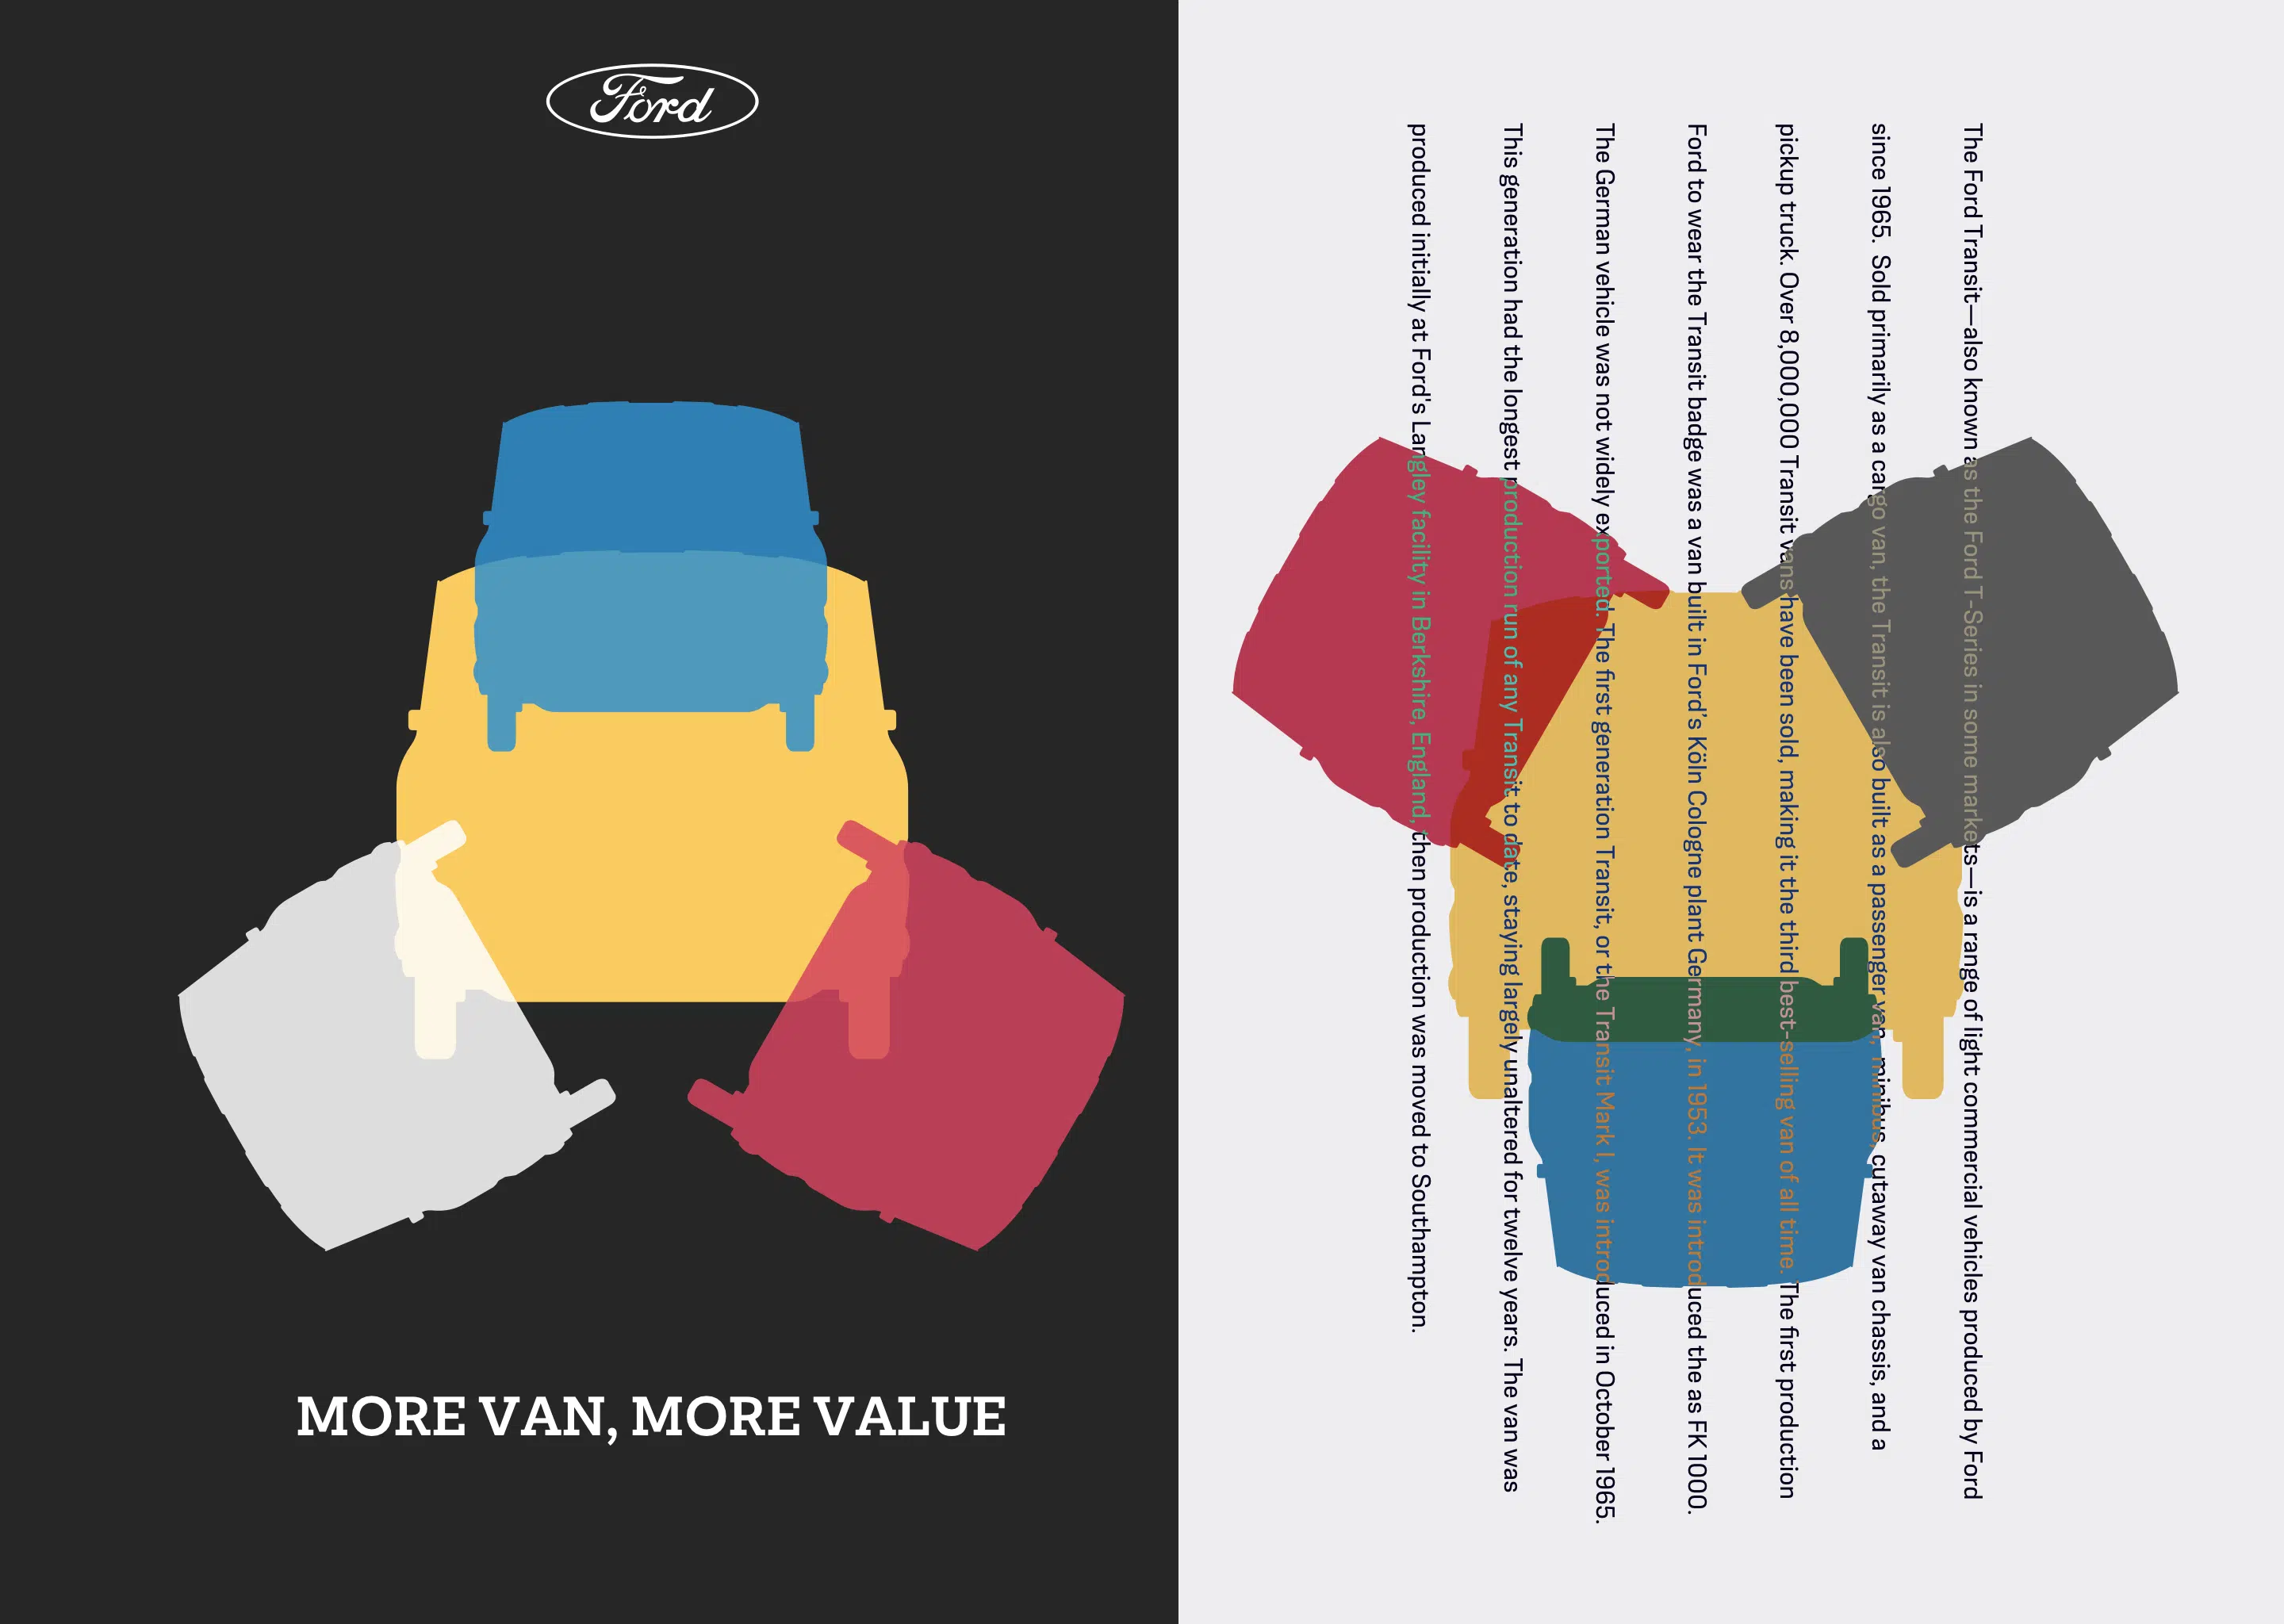 Ford
MORE VAN, MORE VALUE
The Ford Transit—also known as the Ford T-Series in some markets—is a range of light commercial vehicles produced by Ford
since 1965. Sold primarily as a cargo van, the Transit is also built as a passenger van, minibus, cutaway van chassis, and a
pickup truck. Over 8,000,000 Transit vans have been sold, making it the third best-selling van of all time. The first production
Ford to wear the Transit badge was a van built in Ford's Köln Cologne plant Germany, in 1953. It was introduced the as FK 1000.
The German vehicle was not widely exported. The first generation Transit, or the Transit Mark I, was introduced in October 1965.
This generation had the longest production run of any Transit to date, staying largely unaltered for twelve years. The van was
produced initially at Ford's Langley facility in Berkshire, England, then production was moved to Southampton.